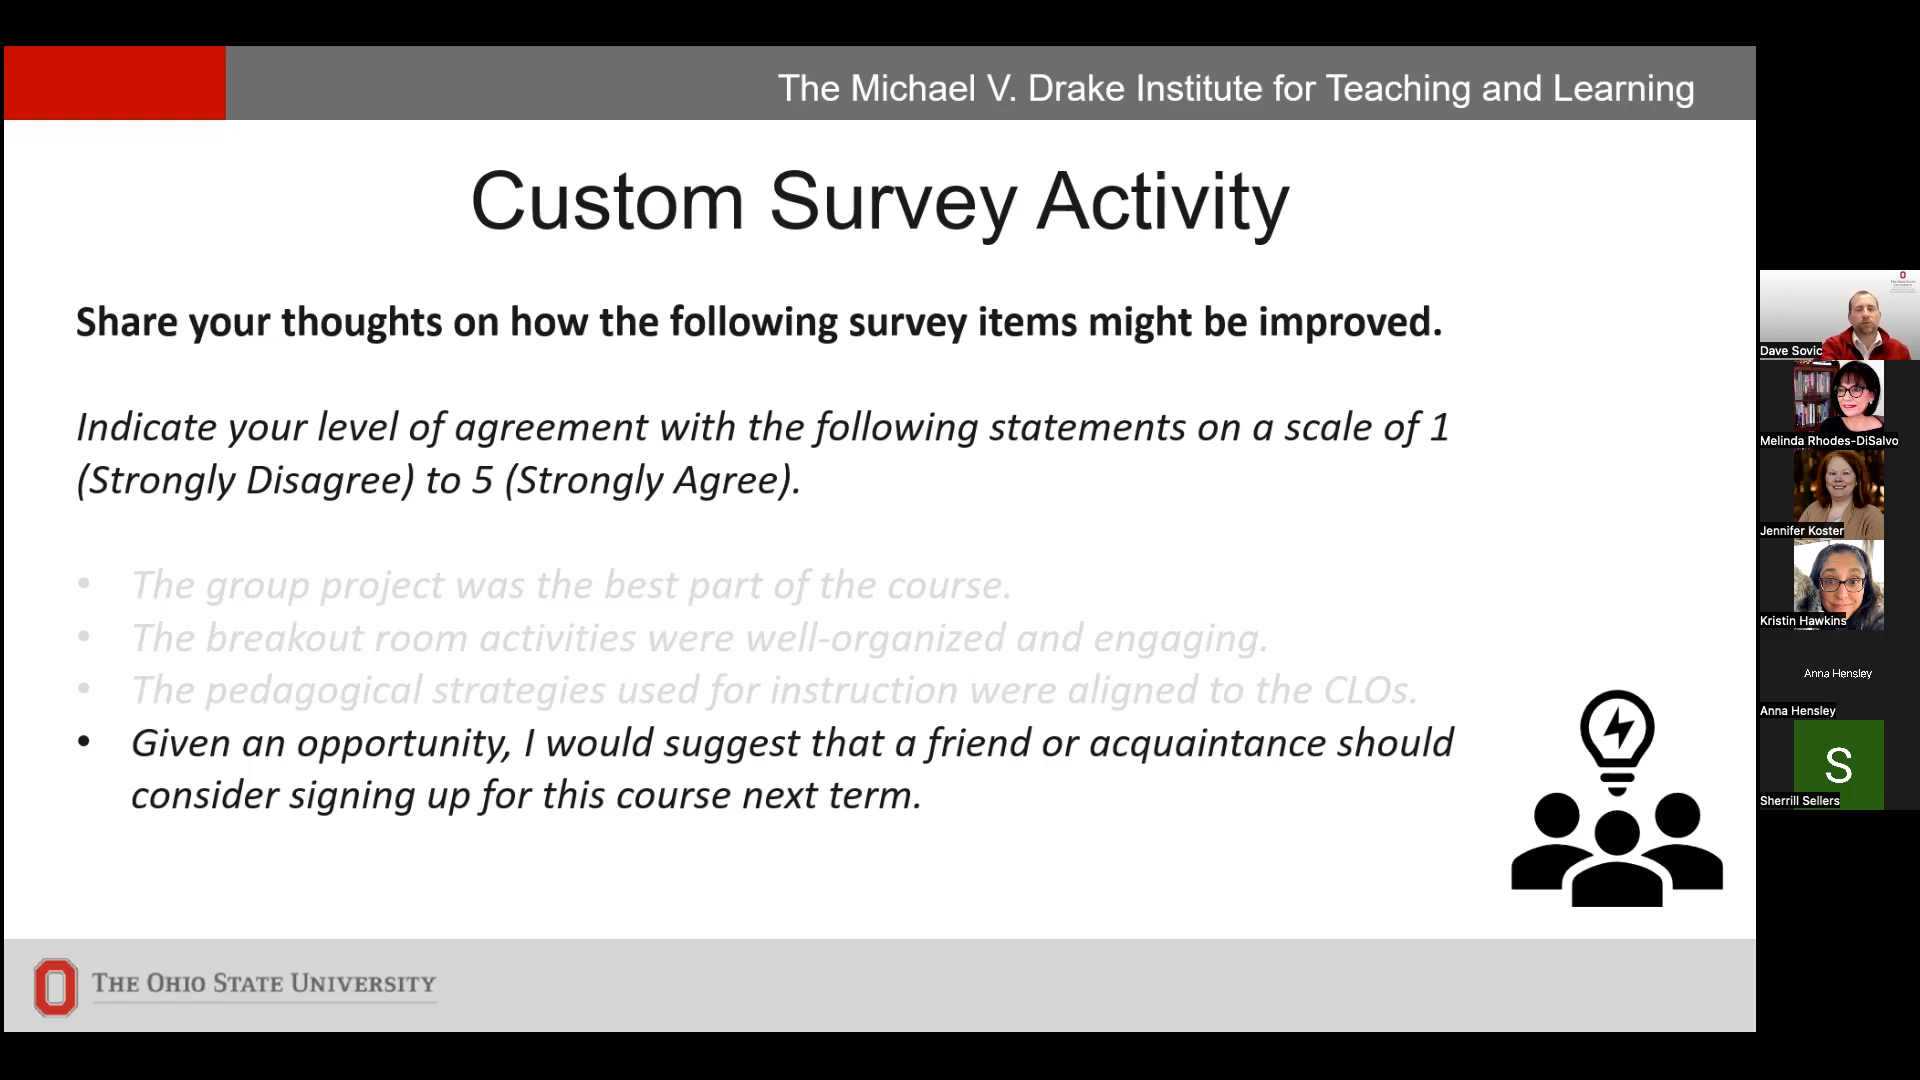 The Michael V. Drake Institute for Teaching and Learning
Custom Survey Activity
Share your thoughts on how the following survey items might be improved.
Indicate your level of agreement with the following statements on a scale of 1
(Strongly Disagree) to 5 (Strongly Agree).
• The group project was the best part of the course.
• The breakout room activities were well-organized and engaging.
• The pedagogical strategies used for instruction were aligned to the CLOs.
• Given an opportunity, I would suggest that a friend or acquaintance should
consider signing up for this course next term.
THE OHIO STATE UNIVERSITY
Dave Sovic
Melinda Rhodes-DiSalvo
Jennifer Koster
Kristin Hawkins
Anna Hensley
Anna Hensley
S
Sherrill Sellers